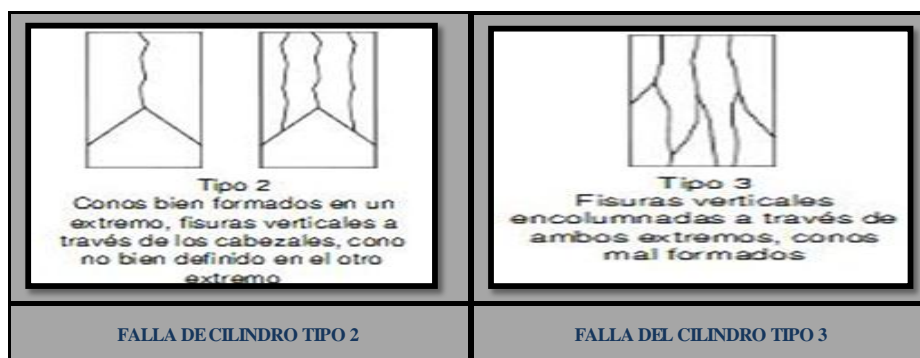 Tipo 2
Conos bien formados en un
extremo, fisuras verticales a
través de los cabezales, cono
no bien definido en el otro
extremo
Tipo 3
Fisuras verticales
encolumnadas a través de
ambos extremos, conos
mal formados
FALLA DE CILINDRO TIPO 2
FALLA DEL CILINDRO TIPO 3